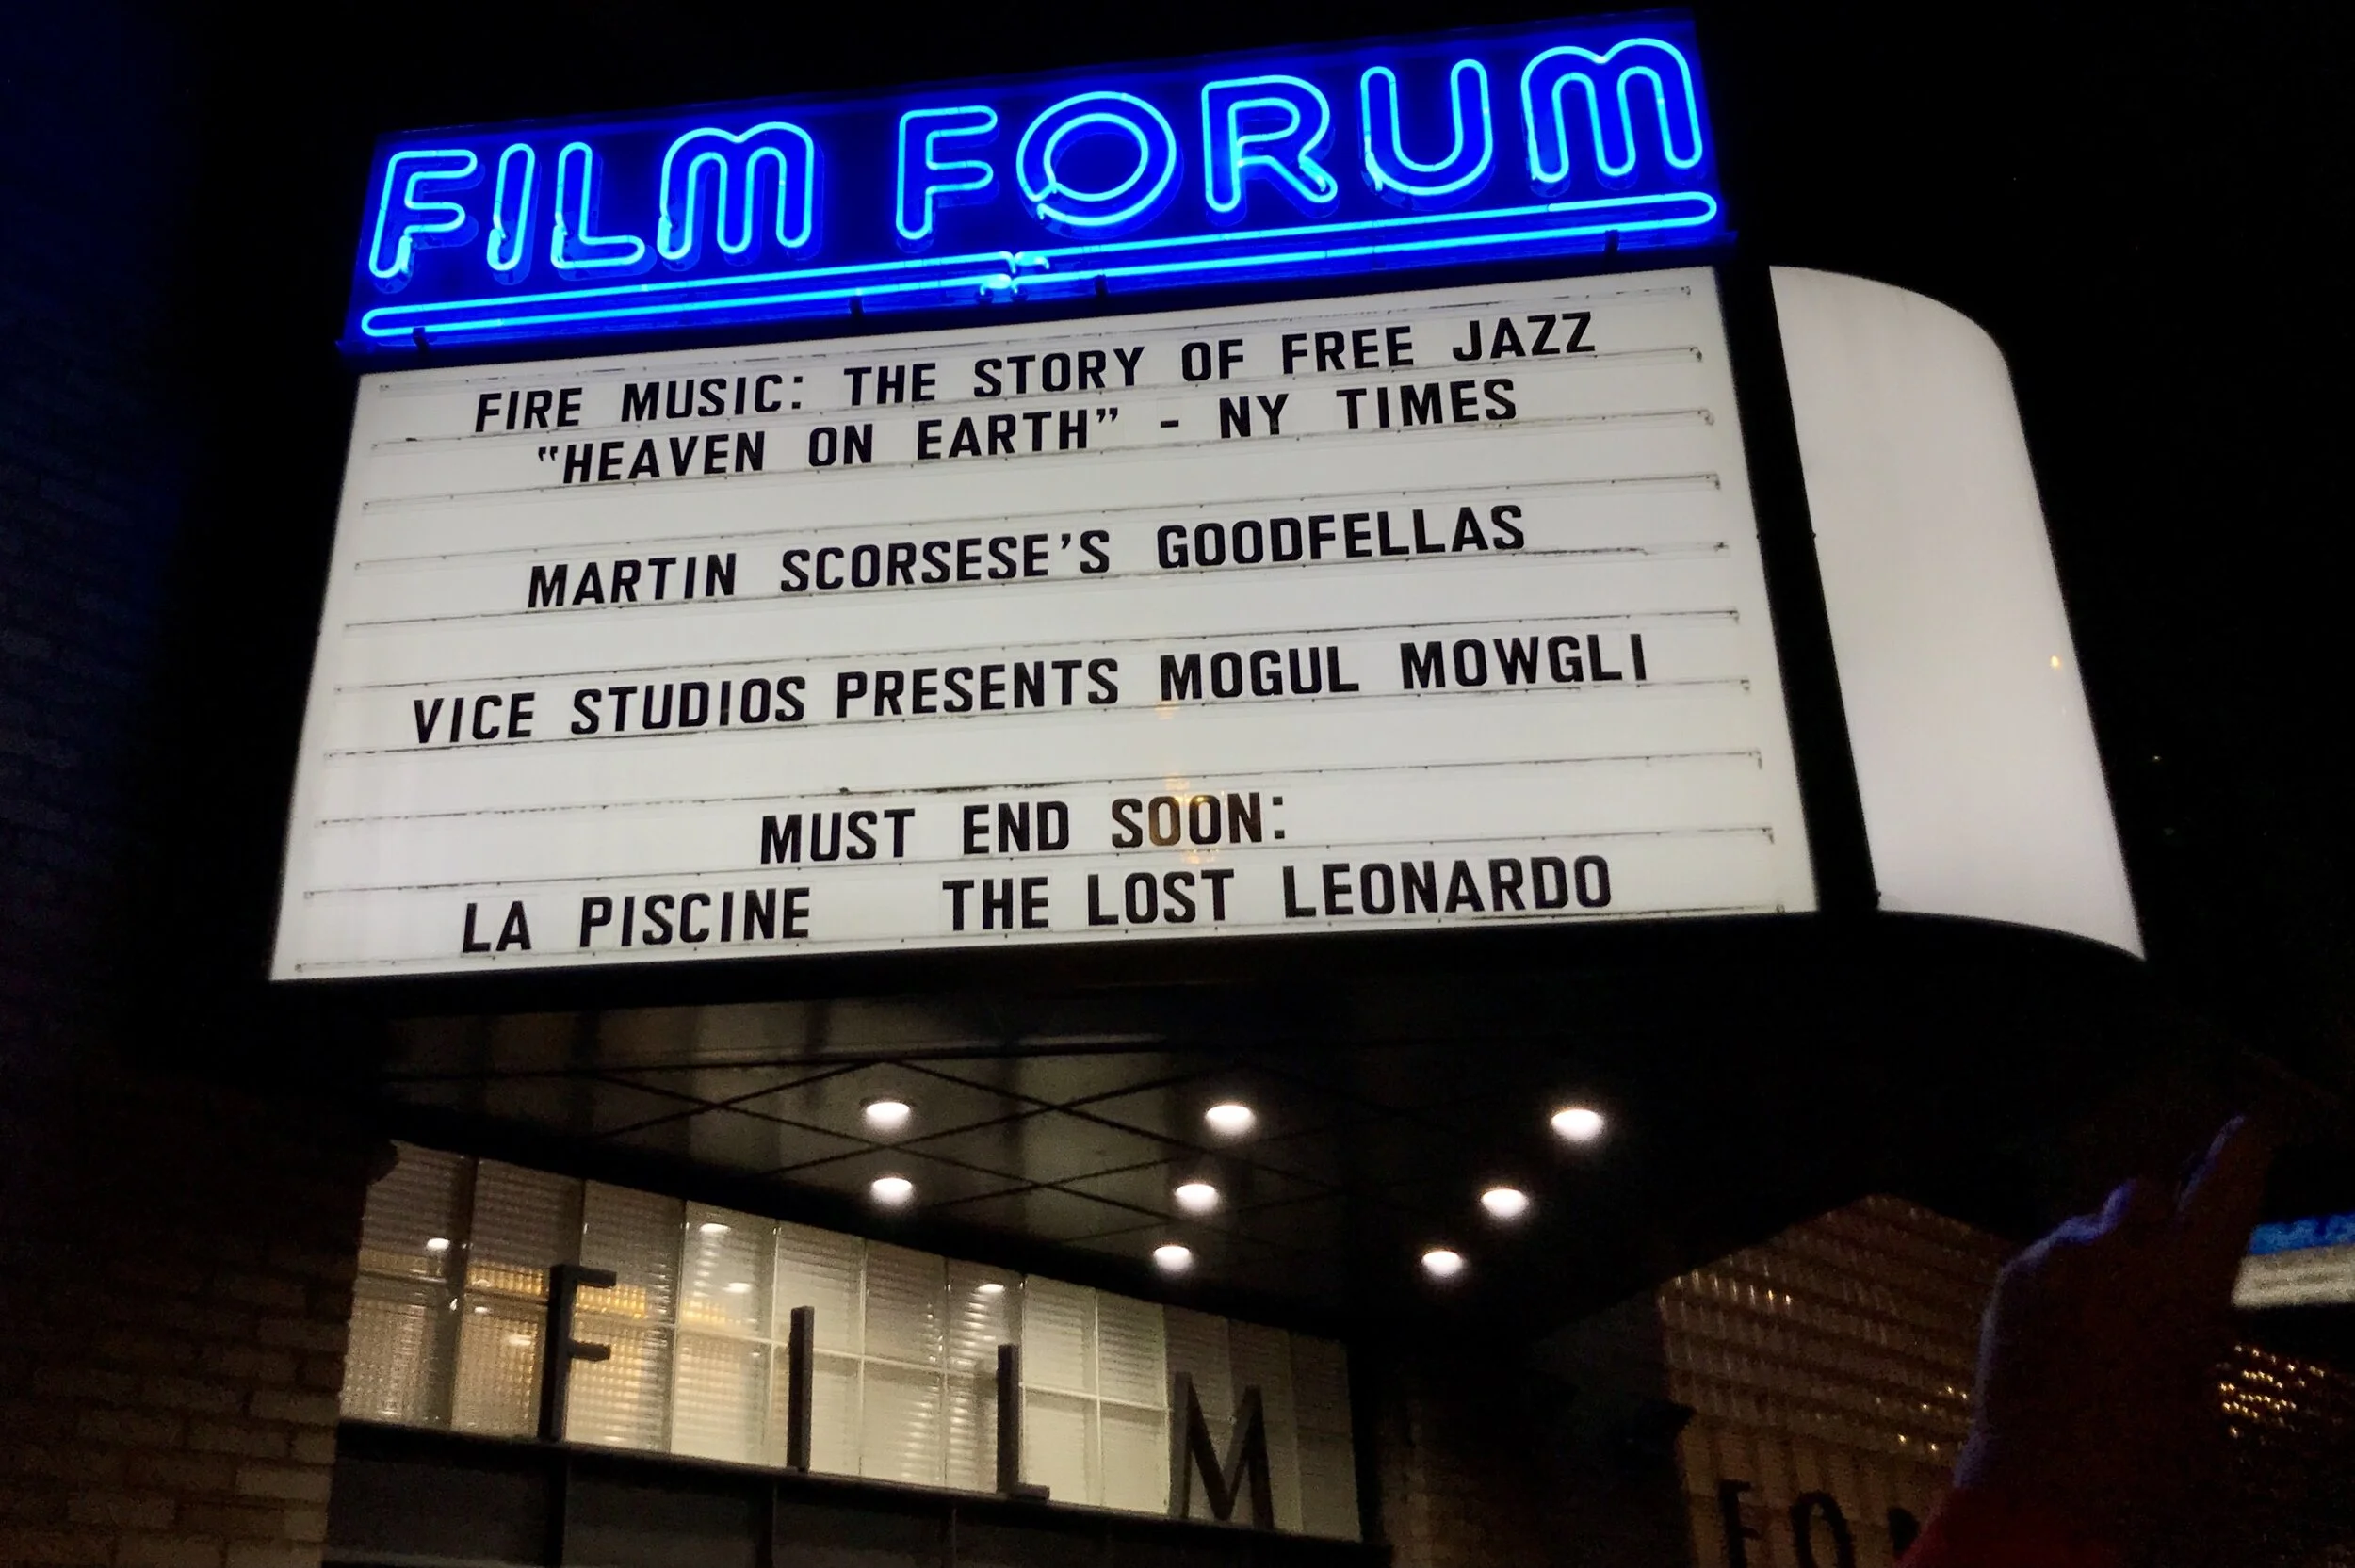 FILM FORUM
FIRE MUSIC: THE STORY OF FREE JAZZ
"HEAVEN ON EARTH" - NY TIMES
MARTIN SCORSESE'S GOODFELLAS
VICE STUDIOS PRESENTS MOGUL MOWGLI
MUST END SOON:
LA PISCINE THE LOST LEONARDO
FILM